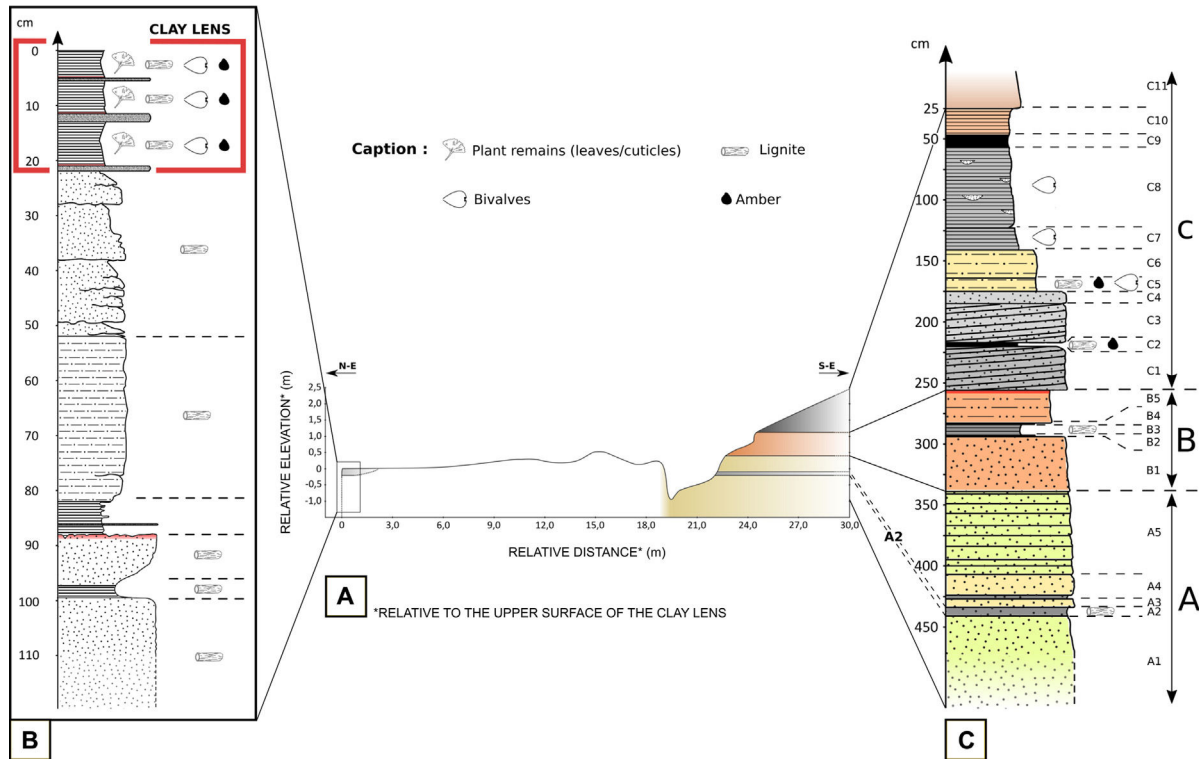 cm
CLAY LENS
0
10
20
30
40
50
60
70
80
90
100
110
B
Caption :
Plant remains (leaves/cuticles)
Lignite
Bivalves
Amber
N-E
S-E
RELATIVE ELEVATION* (m)
2,5
2,0
1,5
1,0
0,5
0
-0,5
-1,0
0
3,0
6,0
9,0
12,0
15,0
18,0
21,0
24,0
27,0
30,0
RELATIVE DISTANCE* (m)
A2
A
*RELATIVE TO THE UPPER SURFACE OF THE CLAY LENS
cm
25
50
100
150
200
250
300
350
400
450
C11
C10
C9
C8
C7
C6
C5
C4
C3
C2
C1
B5
B4
B3
B2
B1
A5
A4
A3
A2
A1
C
B
A
C